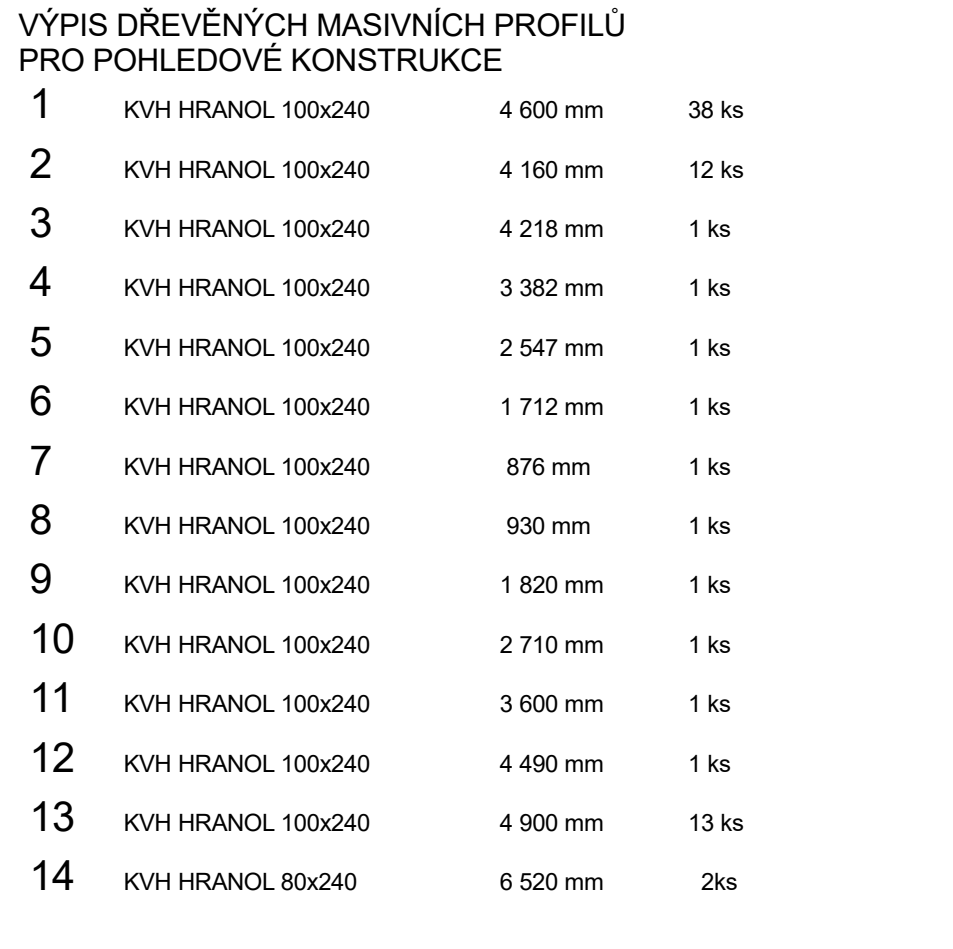 VÝPIS DŘEVĚNÝCH MASIVNÍCH PROFILŮ
PRO POHLEDOVÉ KONSTRUKCE
1 KVH HRANOL 100x240 4 600 mm 38 ks
2 KVH HRANOL 100x240 4 160 mm 12 ks
3 KVH HRANOL 100x240 4 218 mm 1 ks
4 KVH HRANOL 100x240 3 382 mm 1 ks
5 KVH HRANOL 100x240 2 547 mm 1 ks
6 KVH HRANOL 100x240 1 712 mm 1 ks
7 KVH HRANOL 100x240 876 mm 1 ks
8 KVH HRANOL 100x240 930 mm 1 ks
9 KVH HRANOL 100x240 1 820 mm 1 ks
10 KVH HRANOL 100x240 2 710 mm 1 ks
11 KVH HRANOL 100x240 3 600 mm 1 ks
12 KVH HRANOL 100x240 4 490 mm 1 ks
13 KVH HRANOL 100x240 4 900 mm 13 ks
14 KVH HRANOL 80x240 6 520 mm 2ks